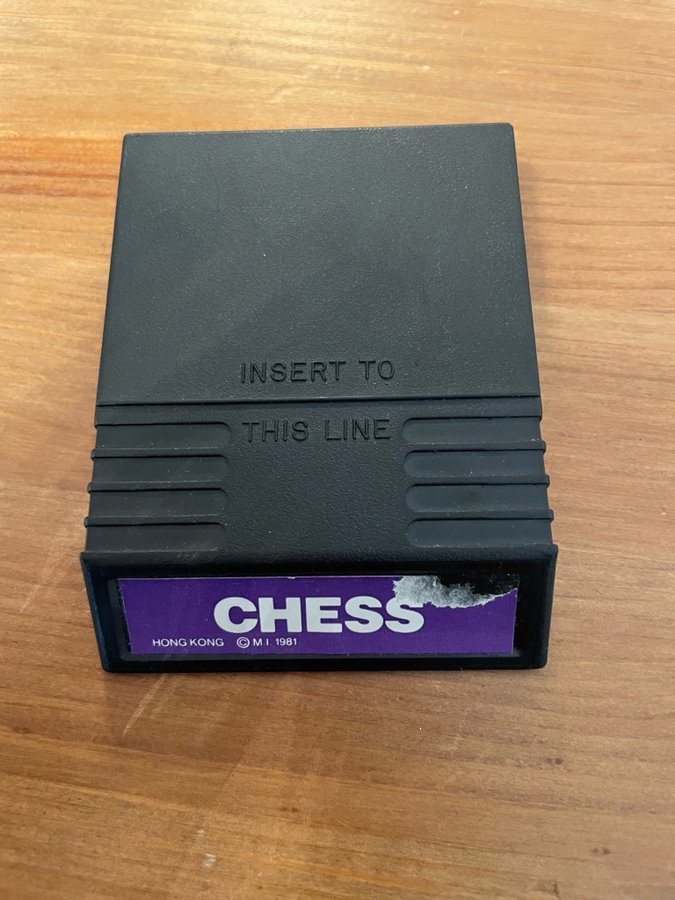 INSERT TO
THIS LINE
CHESS
HONG KONG © M I. 1981